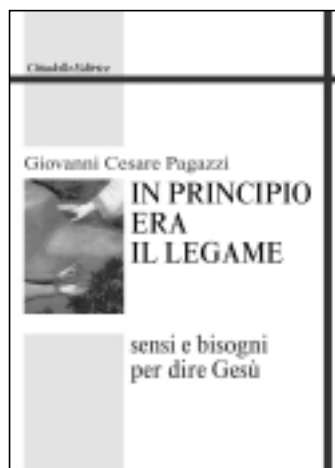 Cittadella Editrice
Giovanni Cesare Pagazzi
IN PRINCIPIO
ERA
IL LEGAME
sensi e bisogni
per dire Gesù